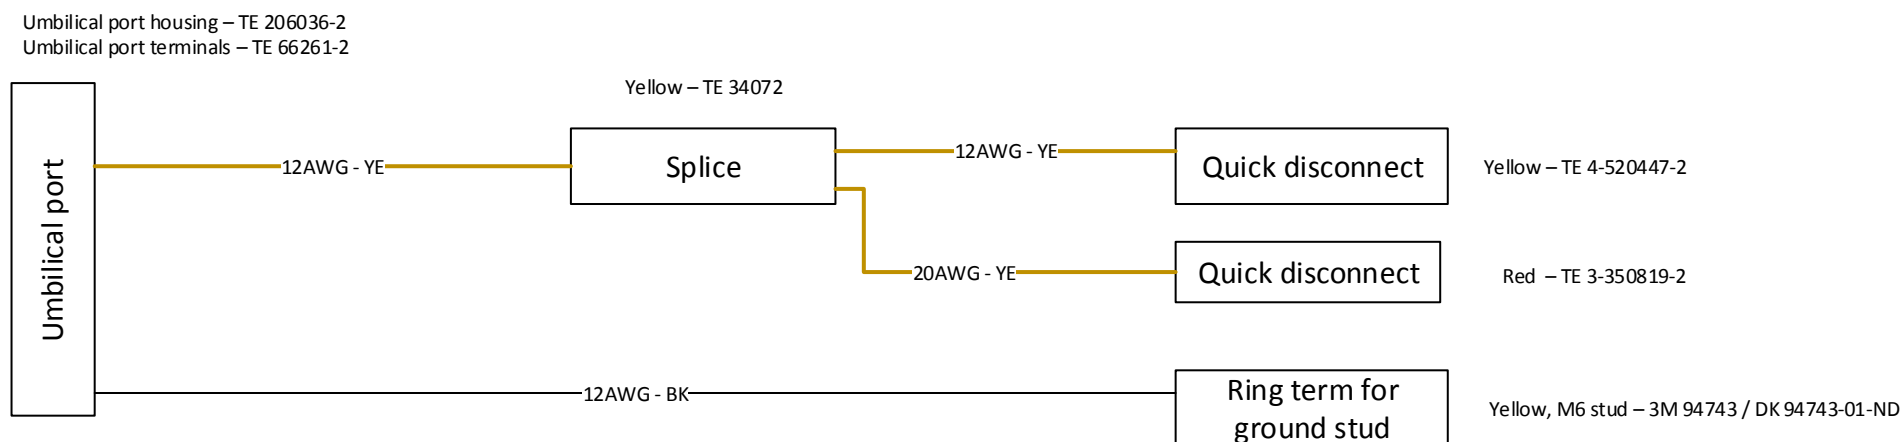 Umbilical port housing – TE 206036-2
Umbilical port terminals – TE 66261-2
Yellow – TE 34072
Umbilical port
12AWG - YE
Splice
12AWG - YE
Quick disconnect
Yellow – TE 4-520447-2
20AWG - YE
Quick disconnect
Red – TE 3-350819-2
12AWG - BK
Ring term for
ground stud
Yellow, M6 stud – 3M 94743 / DK 94743-01-ND